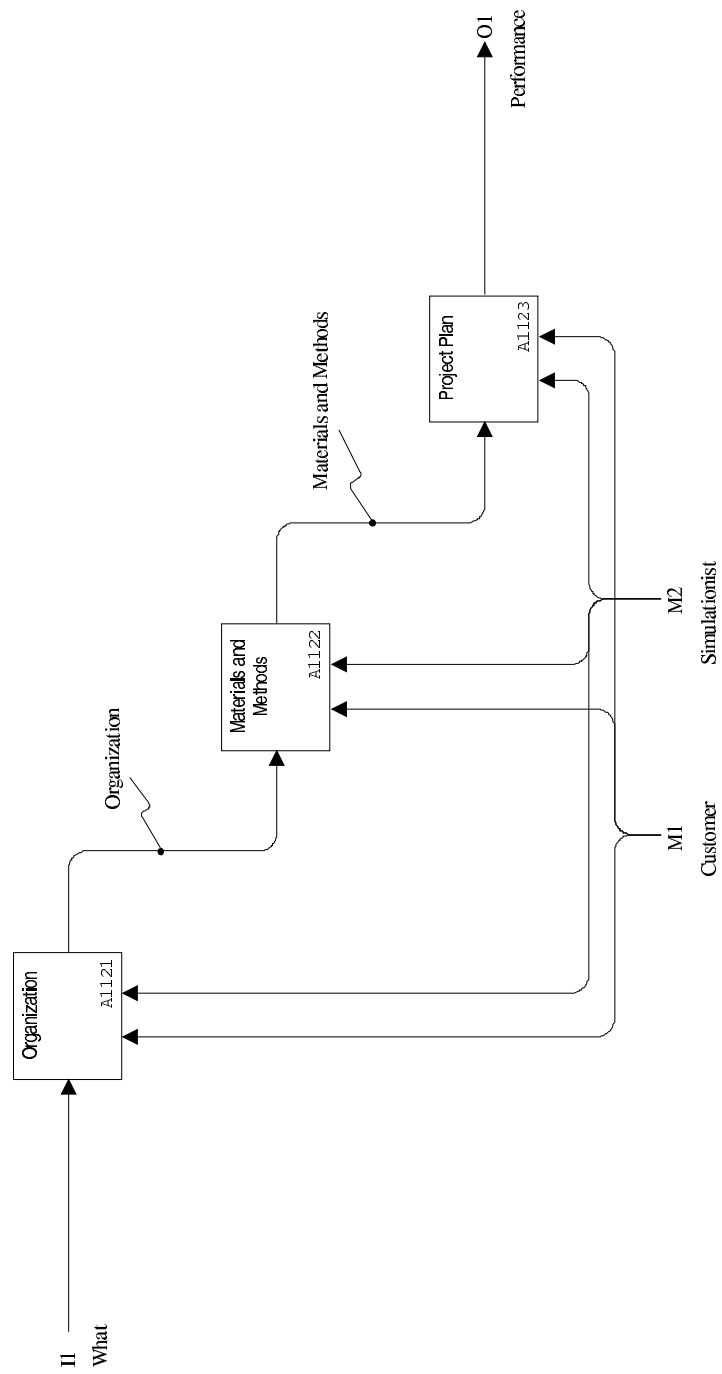 I1
What
Organization
A1121
Organization
Materials and
Methods
A1122
Materials and Methods
Project Plan
A1123
O1
Performance
M1
Customer
M2
Simulationist